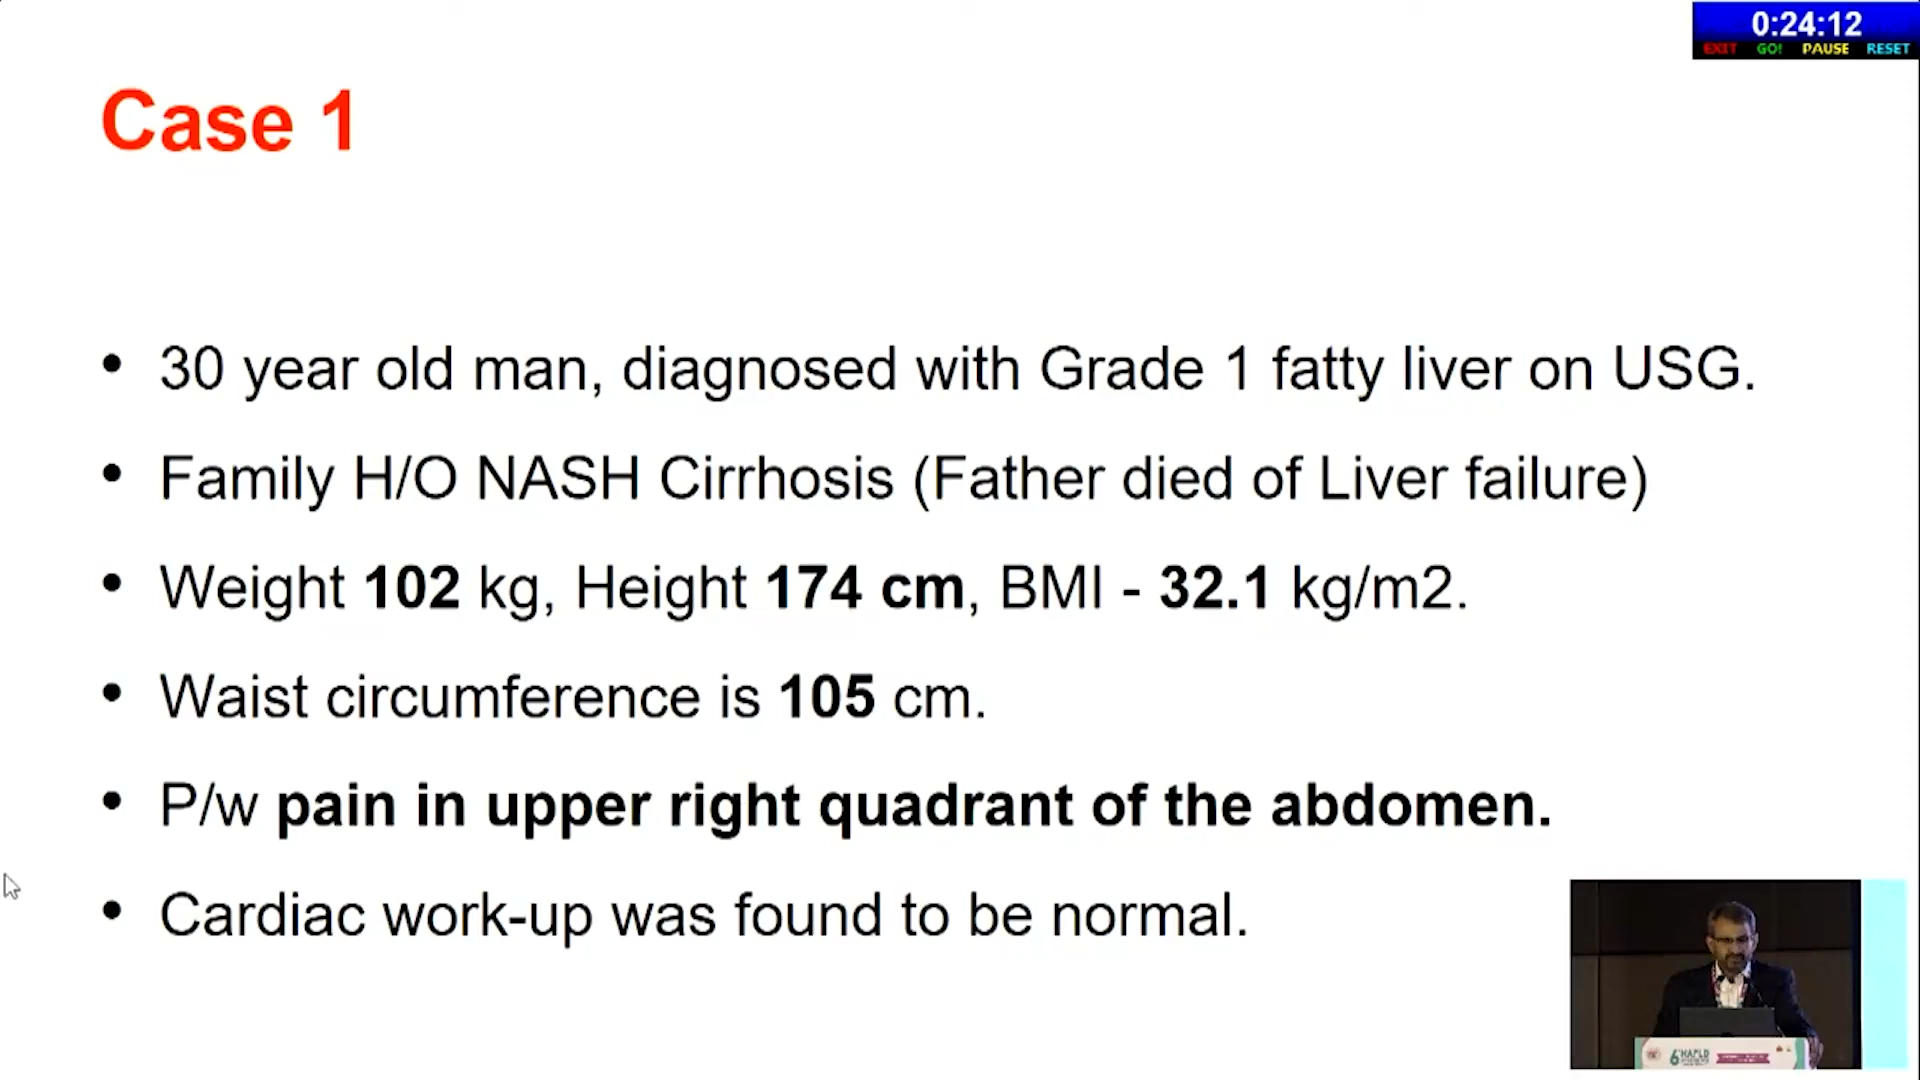 0:24:12
EXIT GO! PAUSE RESET
Case 1
• 30 year old man, diagnosed with Grade 1 fatty liver on USG.
• Family H/O NASH Cirrhosis (Father died of Liver failure)
• Weight 102 kg, Height 174 cm, BMI - 32.1 kg/m2.
• Waist circumference is 105 cm.
• P/w pain in upper right quadrant of the abdomen.
• Cardiac work-up was found to be normal.